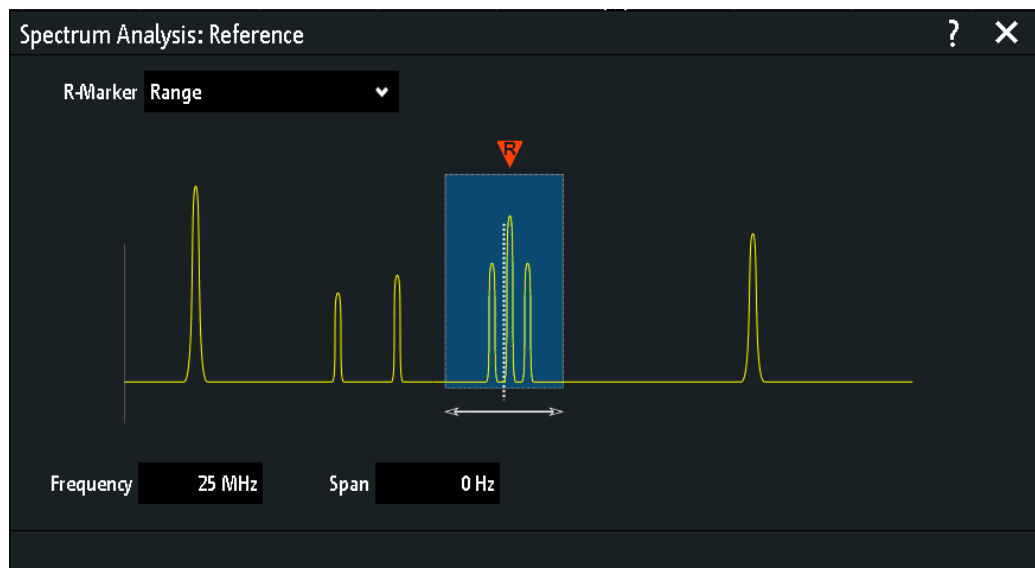 Spectrum Analysis: Reference ? ✕
R-Marker Range
R
Frequency 25 MHz Span 0 Hz